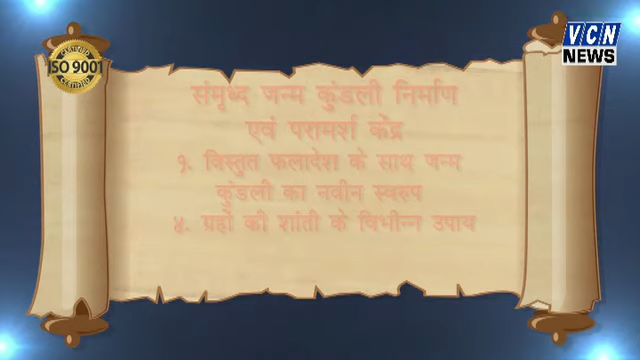 CERTIFIED
ISO 9001
CERTIFIED
VCN
NEWS
संमृध्द जन्म कुंडली निर्माण
एवं परामर्श केंद्र
१. विस्तुत फलादेश के साथ जन्म
कुंडली का नवीन स्वरुप
४. ग्रहों की शांती के विभीन्न उपाय